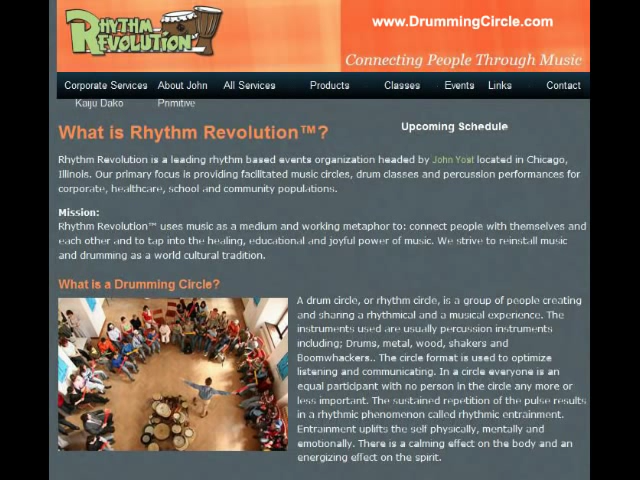 RHYTHM REVOLUTION
www.DrummingCircle.com
Connecting People Through Music
Corporate Services About John All Services Products Classes Events Links Contact
Kaiju Dako Primitive
What is Rhythm Revolution™?
Upcoming Schedule
Rhythm Revolution is a leading rhythm based events organization headed by John Yost located in Chicago,
Illinois. Our primary focus is providing facilitated music circles, drum classes and percussion performances for
corporate, healthcare, school and community populations.
Mission:
Rhythm Revolution™ uses music as a medium and working metaphor to: connect people with themselves and
each other and to tap into the healing, educational and joyful power of music. We strive to reinstall music
and drumming as a world cultural tradition.
What is a Drumming Circle?
A drum circle, or rhythm circle, is a group of people creating
and sharing a rhythmical and a musical experience. The
instruments used are usually percussion instruments
including; Drums, metal, wood, shakers and
Boomwhackers.. The circle format is used to optimize
listening and communicating. In a circle everyone is an
equal participant with no person in the circle any more or
less important. The sustained repetition of the pulse results
in a rhythmic phenomenon called rhythmic entrainment.
Entrainment uplifts the self physically, mentally and
emotionally. There is a calming effect on the body and an
energizing effect on the spirit.